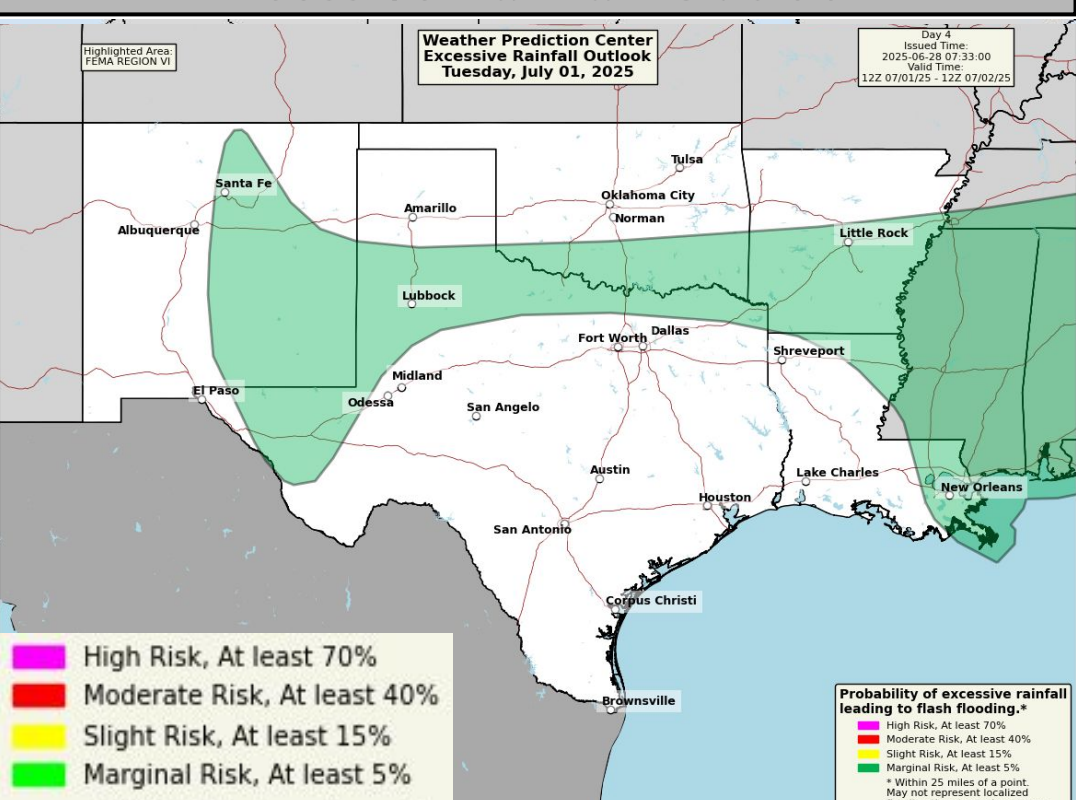 Highlighted Area:
FEMA REGION VI
Weather Prediction Center
Excessive Rainfall Outlook
Tuesday, July 01, 2025
Day 4
Issued Time:
2025-06-28 07:33:00
Valid Time:
12Z 07/01/25 - 12Z 07/02/25
Tulsa
Santa Fe
Oklahoma City
Amarillo
Norman
Albuquerque
Little Rock
Lubbock
Dallas
Fort Worth
Shreveport
Midland
El Paso
Odessa
San Angelo
Austin
Lake Charles
New Orleans
Houston
San Antonio
Corpus Christi
Brownsville
High Risk, At least 70%
Moderate Risk, At least 40%
Slight Risk, At least 15%
Marginal Risk, At least 5%
Probability of excessive rainfall
leading to flash flooding.*
High Risk, At least 70%
Moderate Risk, At least 40%
Slight Risk, At least 15%
Marginal Risk, At least 5%
* Within 25 miles of a point.
May not represent localized